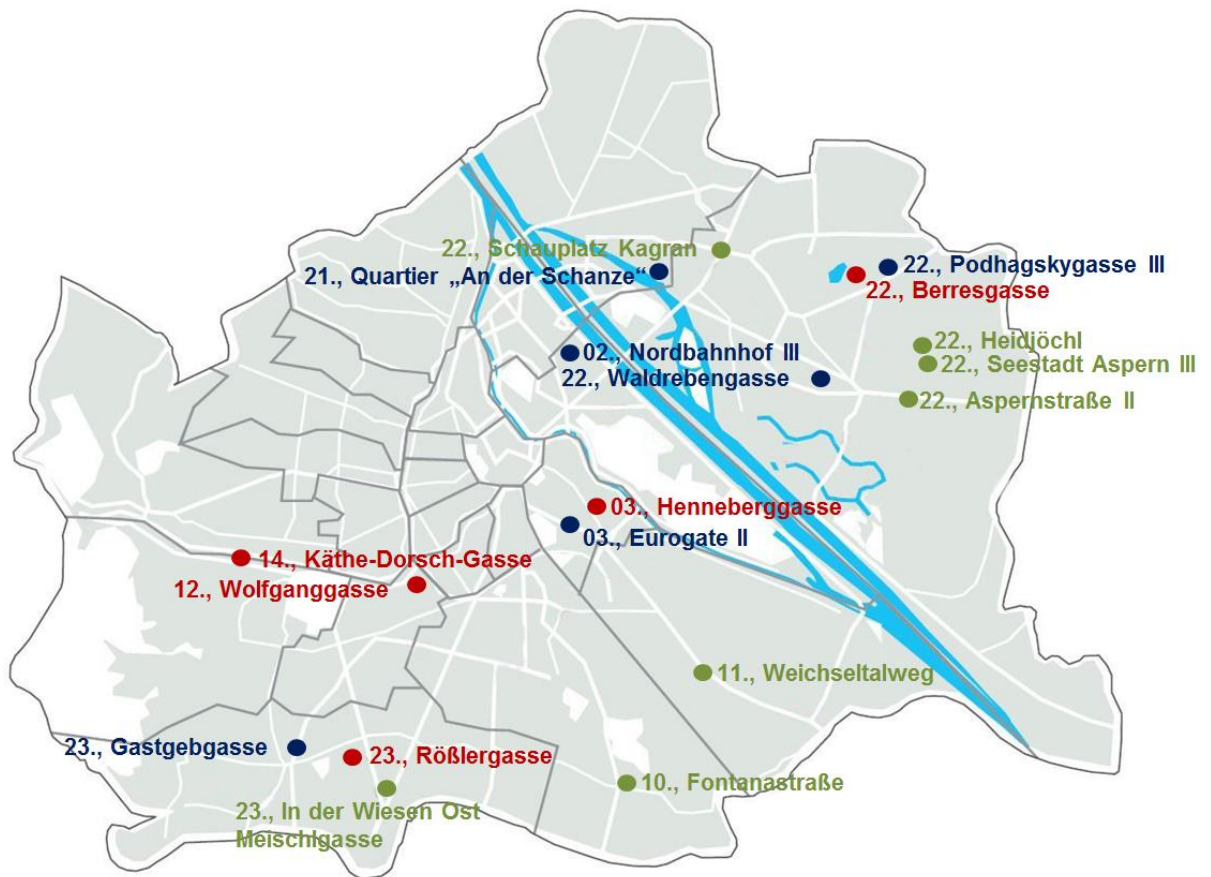 22., Schauplatz Kagran
21., Quartier „An der Schanze“
22., Podhagskygasse III
22., Berresgasse
02., Nordbahnhof III
22., Waldrebengasse
22., Heidjöchl
22., Seestadt Aspern III
22., Aspernstraße II
03., Henneberggasse
03., Eurogate II
14., Käthe-Dorsch-Gasse
12., Wolfganggasse
11., Weichseltalweg
23., Gastgebgasse
23., Rößlergasse
10., Fontanastraße
23., In der Wiesen Ost
Meischlgasse